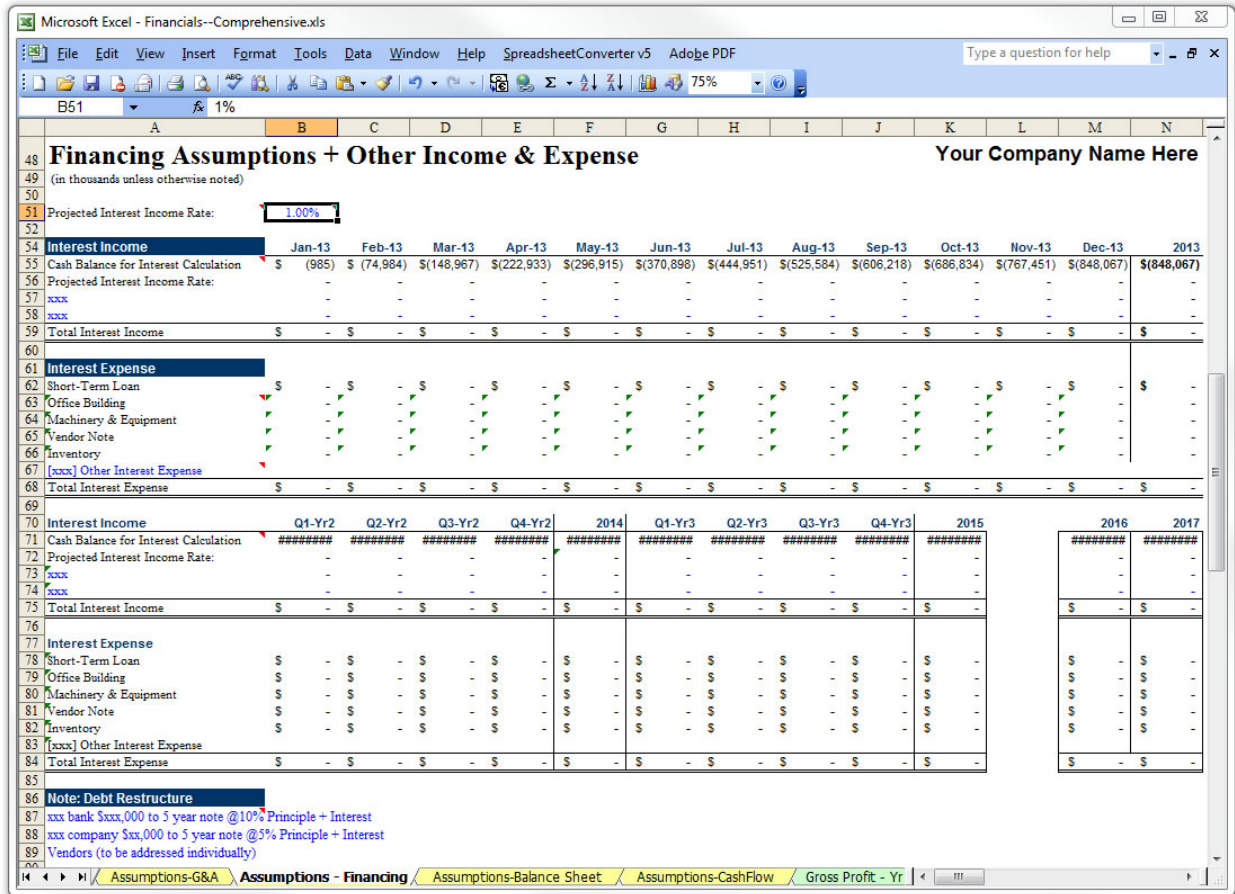 Microsoft Excel - Financials--Comprehensive.xls
File Edit View Insert Format Tools Data Window Help SpreadsheetConverter v5 Adobe PDF Type a question for help
75%
B51 fx 1%
A B C D E F G H I J K L M N
48 Financing Assumptions + Other Income & Expense Your Company Name Here
49 (in thousands unless otherwise noted)
50
51 Projected Interest Income Rate: 1.00%
52
54 Interest Income Jan-13 Feb-13 Mar-13 Apr-13 May-13 Jun-13 Jul-13 Aug-13 Sep-13 Oct-13 Nov-13 Dec-13 2013
55 Cash Balance for Interest Calculation $ (985) $ (74,984) $(148,967) $(222,933) $(296,915) $(370,898) $(444,951) $(525,584) $(606,218) $(686,834) $(767,451) $(848,067) $(848,067)
56 Projected Interest Income Rate: - - - - - - - - - - - - -
57 xxx - - - - - - - - - - - - -
58 xxx - - - - - - - - - - - - -
59 Total Interest Income $ - $ - $ - $ - $ - $ - $ - $ - $ - $ - $ - $ - $ -
60
61 Interest Expense
62 Short-Term Loan $ - $ - $ - $ - $ - $ - $ - $ - $ - $ - $ - $ - $ -
63 Office Building - - - - - - - - - - - - -
64 Machinery & Equipment - - - - - - - - - - - - -
65 Vendor Note - - - - - - - - - - - - -
66 Inventory - - - - - - - - - - - - -
67 [xxx] Other Interest Expense
68 Total Interest Expense $ - $ - $ - $ - $ - $ - $ - $ - $ - $ - $ - $ - $ -
69
70 Interest Income Q1-Yr2 Q2-Yr2 Q3-Yr2 Q4-Yr2 2014 Q1-Yr3 Q2-Yr3 Q3-Yr3 Q4-Yr3 2015 2016 2017
71 Cash Balance for Interest Calculation ######## ######## ######## ######## ######## ######## ######## ######## ######## ######## ######## ########
72 Projected Interest Income Rate: - - - - - - - - - - - -
73 xxx - - - - - - - - - - - -
74 xxx - - - - - - - - - - - -
75 Total Interest Income $ - $ - $ - $ - $ - $ - $ - $ - $ - $ - $ - $ -
76
77 Interest Expense
78 Short-Term Loan $ - $ - $ - $ - $ - $ - $ - $ - $ - $ - $ - $ -
79 Office Building $ - $ - $ - $ - $ - $ - $ - $ - $ - $ - $ - $ -
80 Machinery & Equipment $ - $ - $ - $ - $ - $ - $ - $ - $ - $ - $ - $ -
81 Vendor Note $ - $ - $ - $ - $ - $ - $ - $ - $ - $ - $ - $ -
82 Inventory $ - $ - $ - $ - $ - $ - $ - $ - $ - $ - $ - $ -
83 [xxx] Other Interest Expense
84 Total Interest Expense $ - $ - $ - $ - $ - $ - $ - $ - $ - $ - $ - $ -
85
86 Note: Debt Restructure
87 xxx bank $xxx,000 to 5 year note @10% Principle + Interest
88 xxx company $xx,000 to 5 year note @5% Principle + Interest
89 Vendors (to be addressed individually)
Assumptions-G&A Assumptions - Financing Assumptions-Balance Sheet Assumptions-CashFlow Gross Profit - Yr